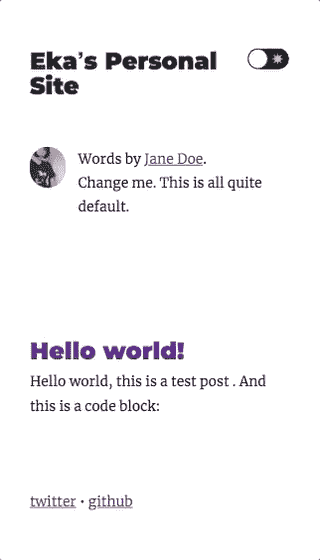 Eka's Personal
Site
Words by Jane Doe.
Change me. This is all quite
default.
Hello world!
Hello world, this is a test post . And
this is a code block:
twitter • github